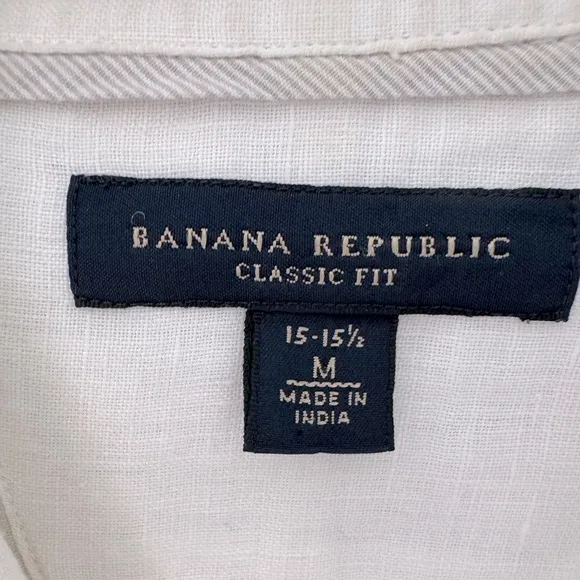 BANANA REPUBLIC
CLASSIC FIT
15-15½
M
MADE IN
INDIA